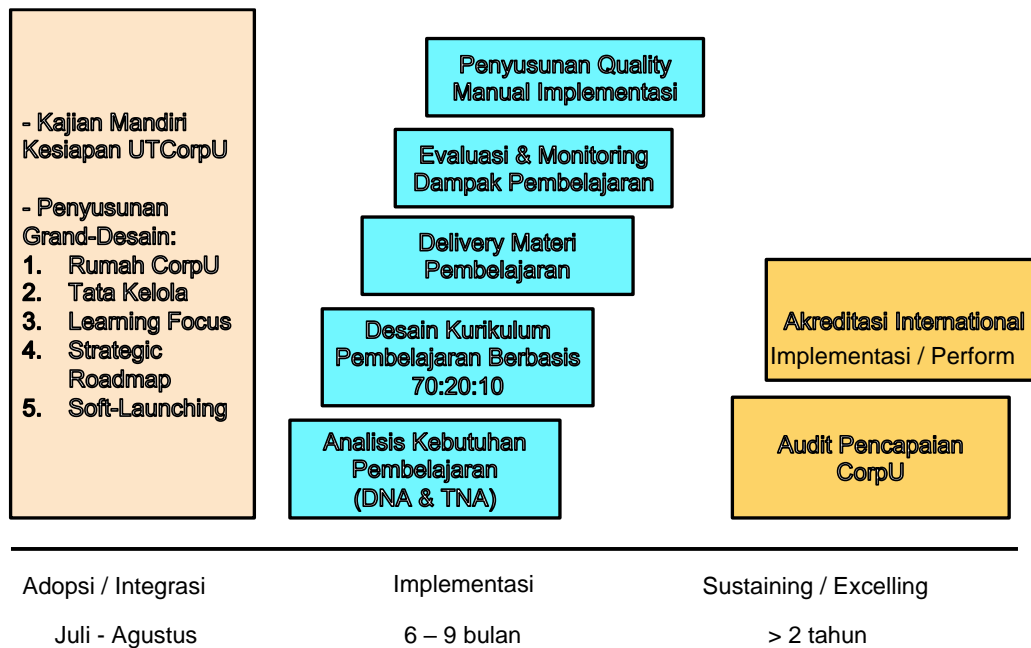 - Kajian Mandiri
Kesiapan UTCorpU
- Penyusunan
Grand-Desain:
1. Rumah CorpU
2. Tata Kelola
3. Learning Focus
4. Strategic
Roadmap
5. Soft-Launching
Penyusunan Quality
Manual Implementasi
Evaluasi & Monitoring
Dampak Pembelajaran
Delivery Materi
Pembelajaran
Desain Kurikulum
Pembelajaran Berbasis
70:20:10
Analisis Kebutuhan
Pembelajaran
(DNA & TNA)
Akreditasi International
Implementasi / Perform
Audit Pencapaian
CorpU
Adopsi / Integrasi
Implementasi
Sustaining / Excelling
Juli - Agustus
6 – 9 bulan
> 2 tahun